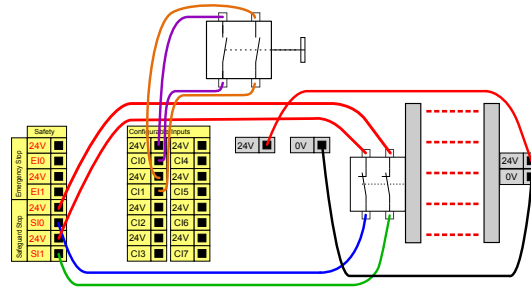 Safety
Emergency Stop
24V
EI0
24V
EI1
Safeguard Stop
24V
SI0
24V
SI1
Configurable Inputs
24V 24V
CI0 CI4
24V 24V
CI1 CI5
24V 24V
CI2 CI6
24V 24V
CI3 CI7
24V
0V
24V
0V